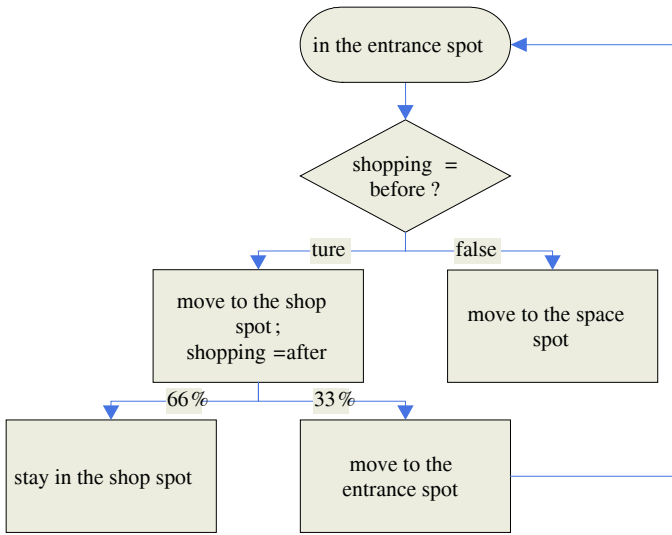 in the entrance spot
shopping =
before ?
ture
false
move to the shop
spot ;
shopping =after
move to the space
spot
66%
33%
stay in the shop spot
move to the
entrance spot